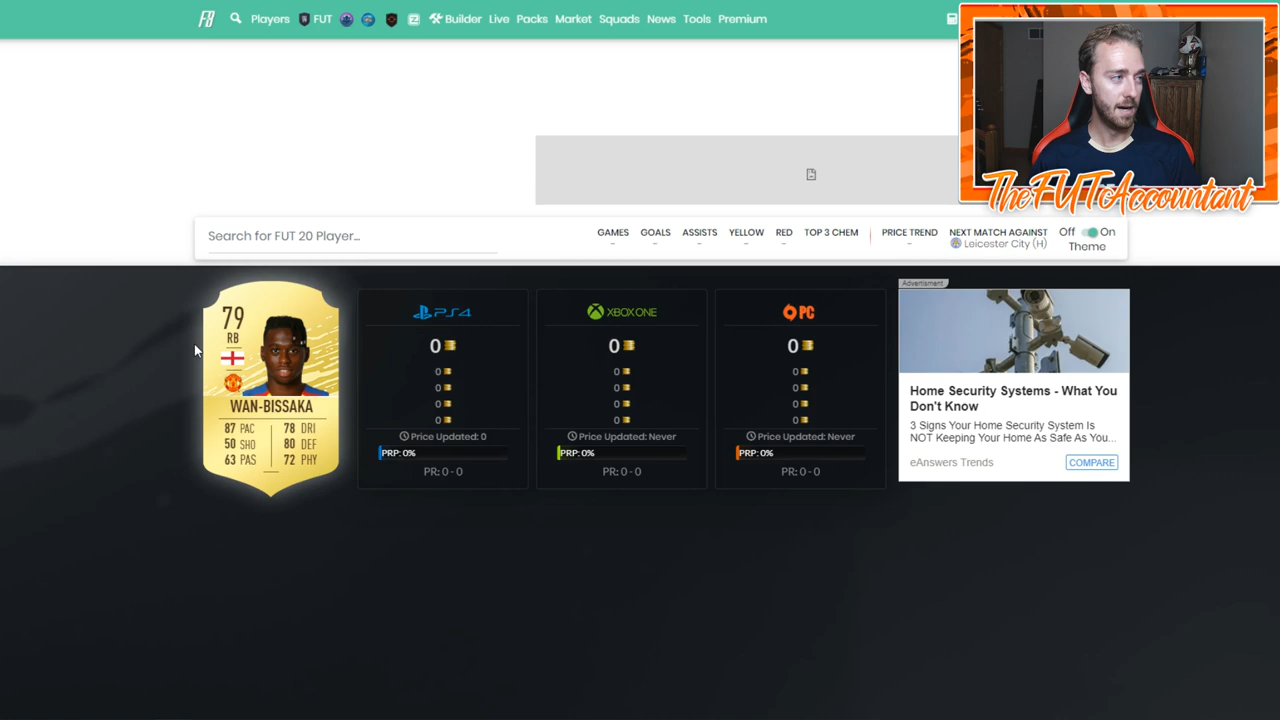 FB Players FUT Builder Live Packs Market Squads News Tools Premium
TheFUTAccountant
Search for FUT 20 Player...
GAMES GOALS ASSISTS YELLOW RED TOP 3 CHEM PRICE TREND NEXT MATCH AGAINST Off On
- - - - - - - Leicester City (H) Theme
79
RB
WAN-BISSAKA
87 PAC 78 DRI
50 SHO 80 DEF
63 PAS 72 PHY
PS4
0
0
0
0
0
Price Updated: 0
PRP: 0%
PR: 0 - 0
XBOX ONE
0
0
0
0
0
Price Updated: Never
PRP: 0%
PR: 0 - 0
PC
0
0
0
0
0
Price Updated: Never
PRP: 0%
PR: 0 - 0
Advertisment
Home Security Systems - What You
Don't Know
3 Signs Your Home Security System Is
NOT Keeping Your Home As Safe As You...
eAnswers Trends COMPARE